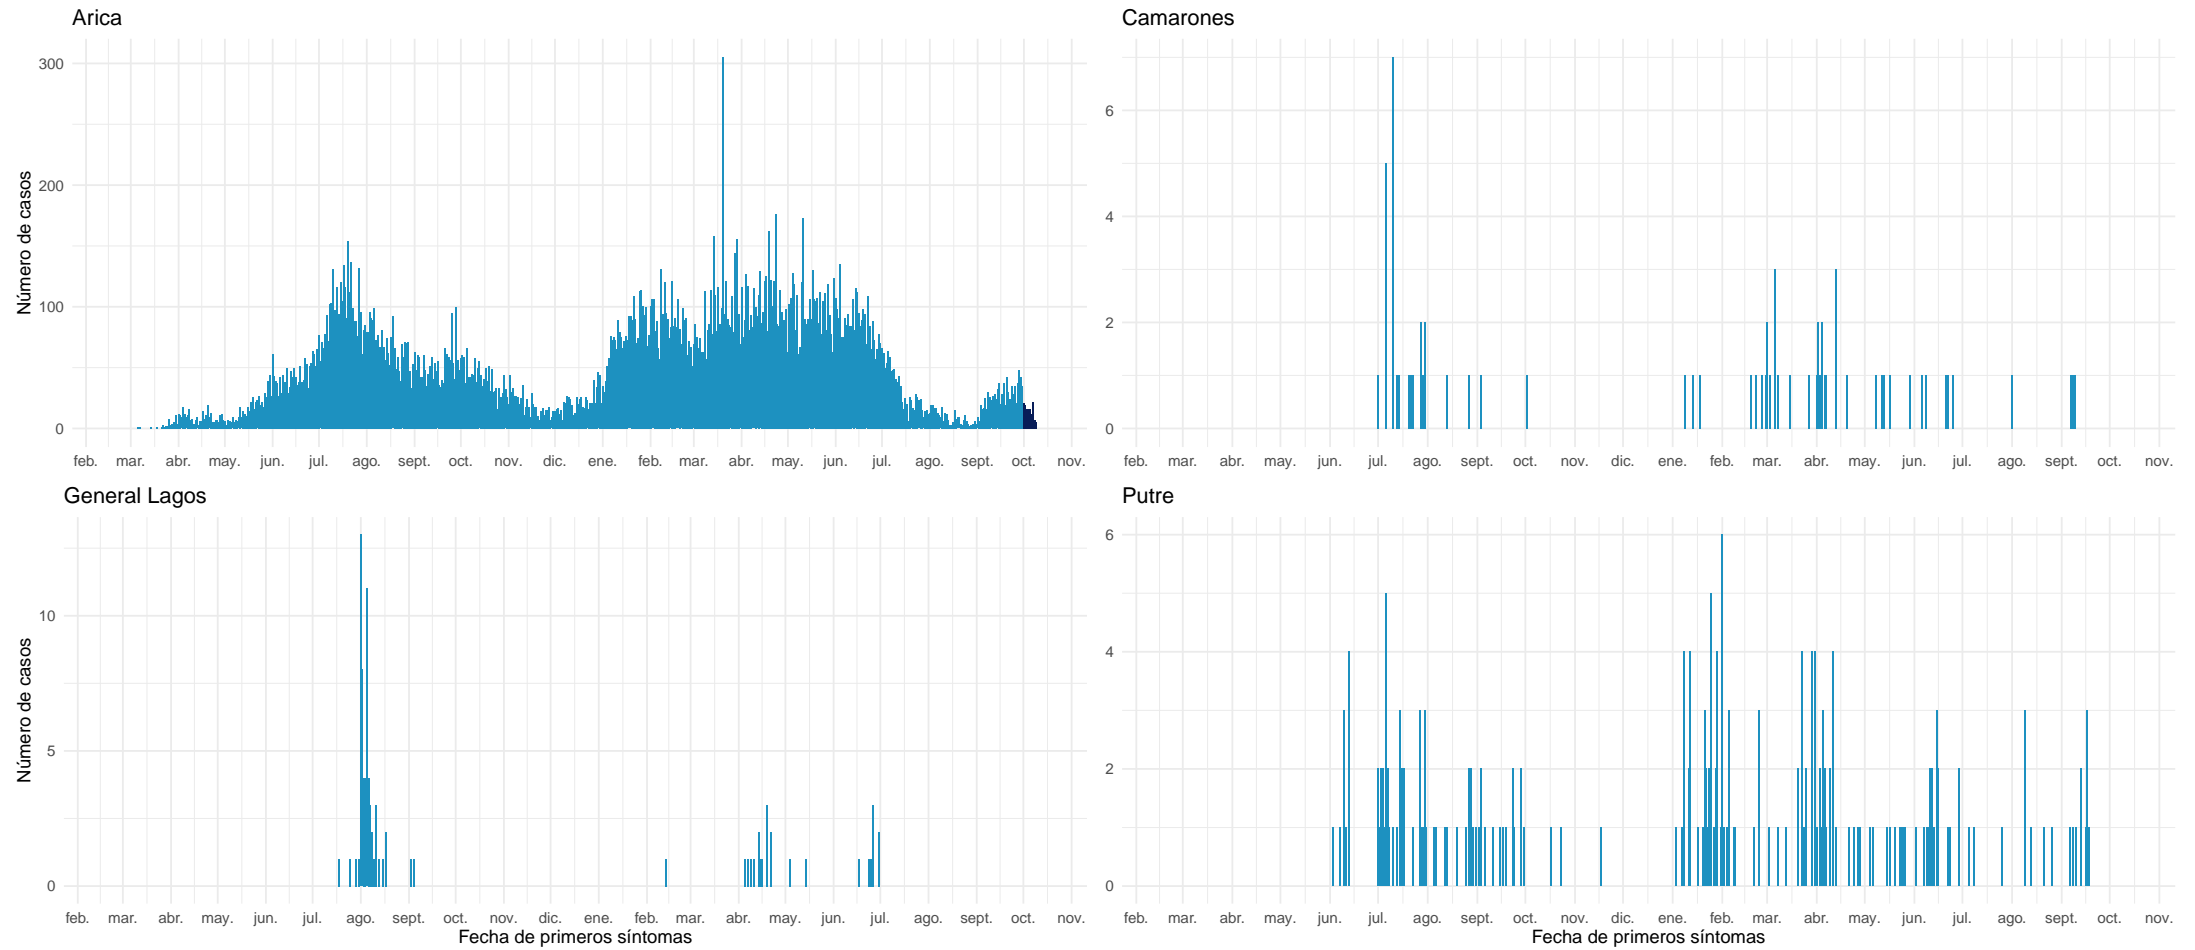 Arica
Camarones
Número de casos
300
200
100
0
6
4
2
0
feb. mar. abr. may. jun. jul. ago. sept. oct. nov. dic. ene. feb. mar. abr. may. jun. jul. ago. sept. oct. nov.
feb. mar. abr. may. jun. jul. ago. sept. oct. nov. dic. ene. feb. mar. abr. may. jun. jul. ago. sept. oct. nov.
General Lagos
Putre
Número de casos
10
5
0
6
4
2
0
feb. mar. abr. may. jun. jul. ago. sept. oct. nov. dic. ene. feb. mar. abr. may. jun. jul. ago. sept. oct. nov.
feb. mar. abr. may. jun. jul. ago. sept. oct. nov. dic. ene. feb. mar. abr. may. jun. jul. ago. sept. oct. nov.
Fecha de primeros síntomas
Fecha de primeros síntomas